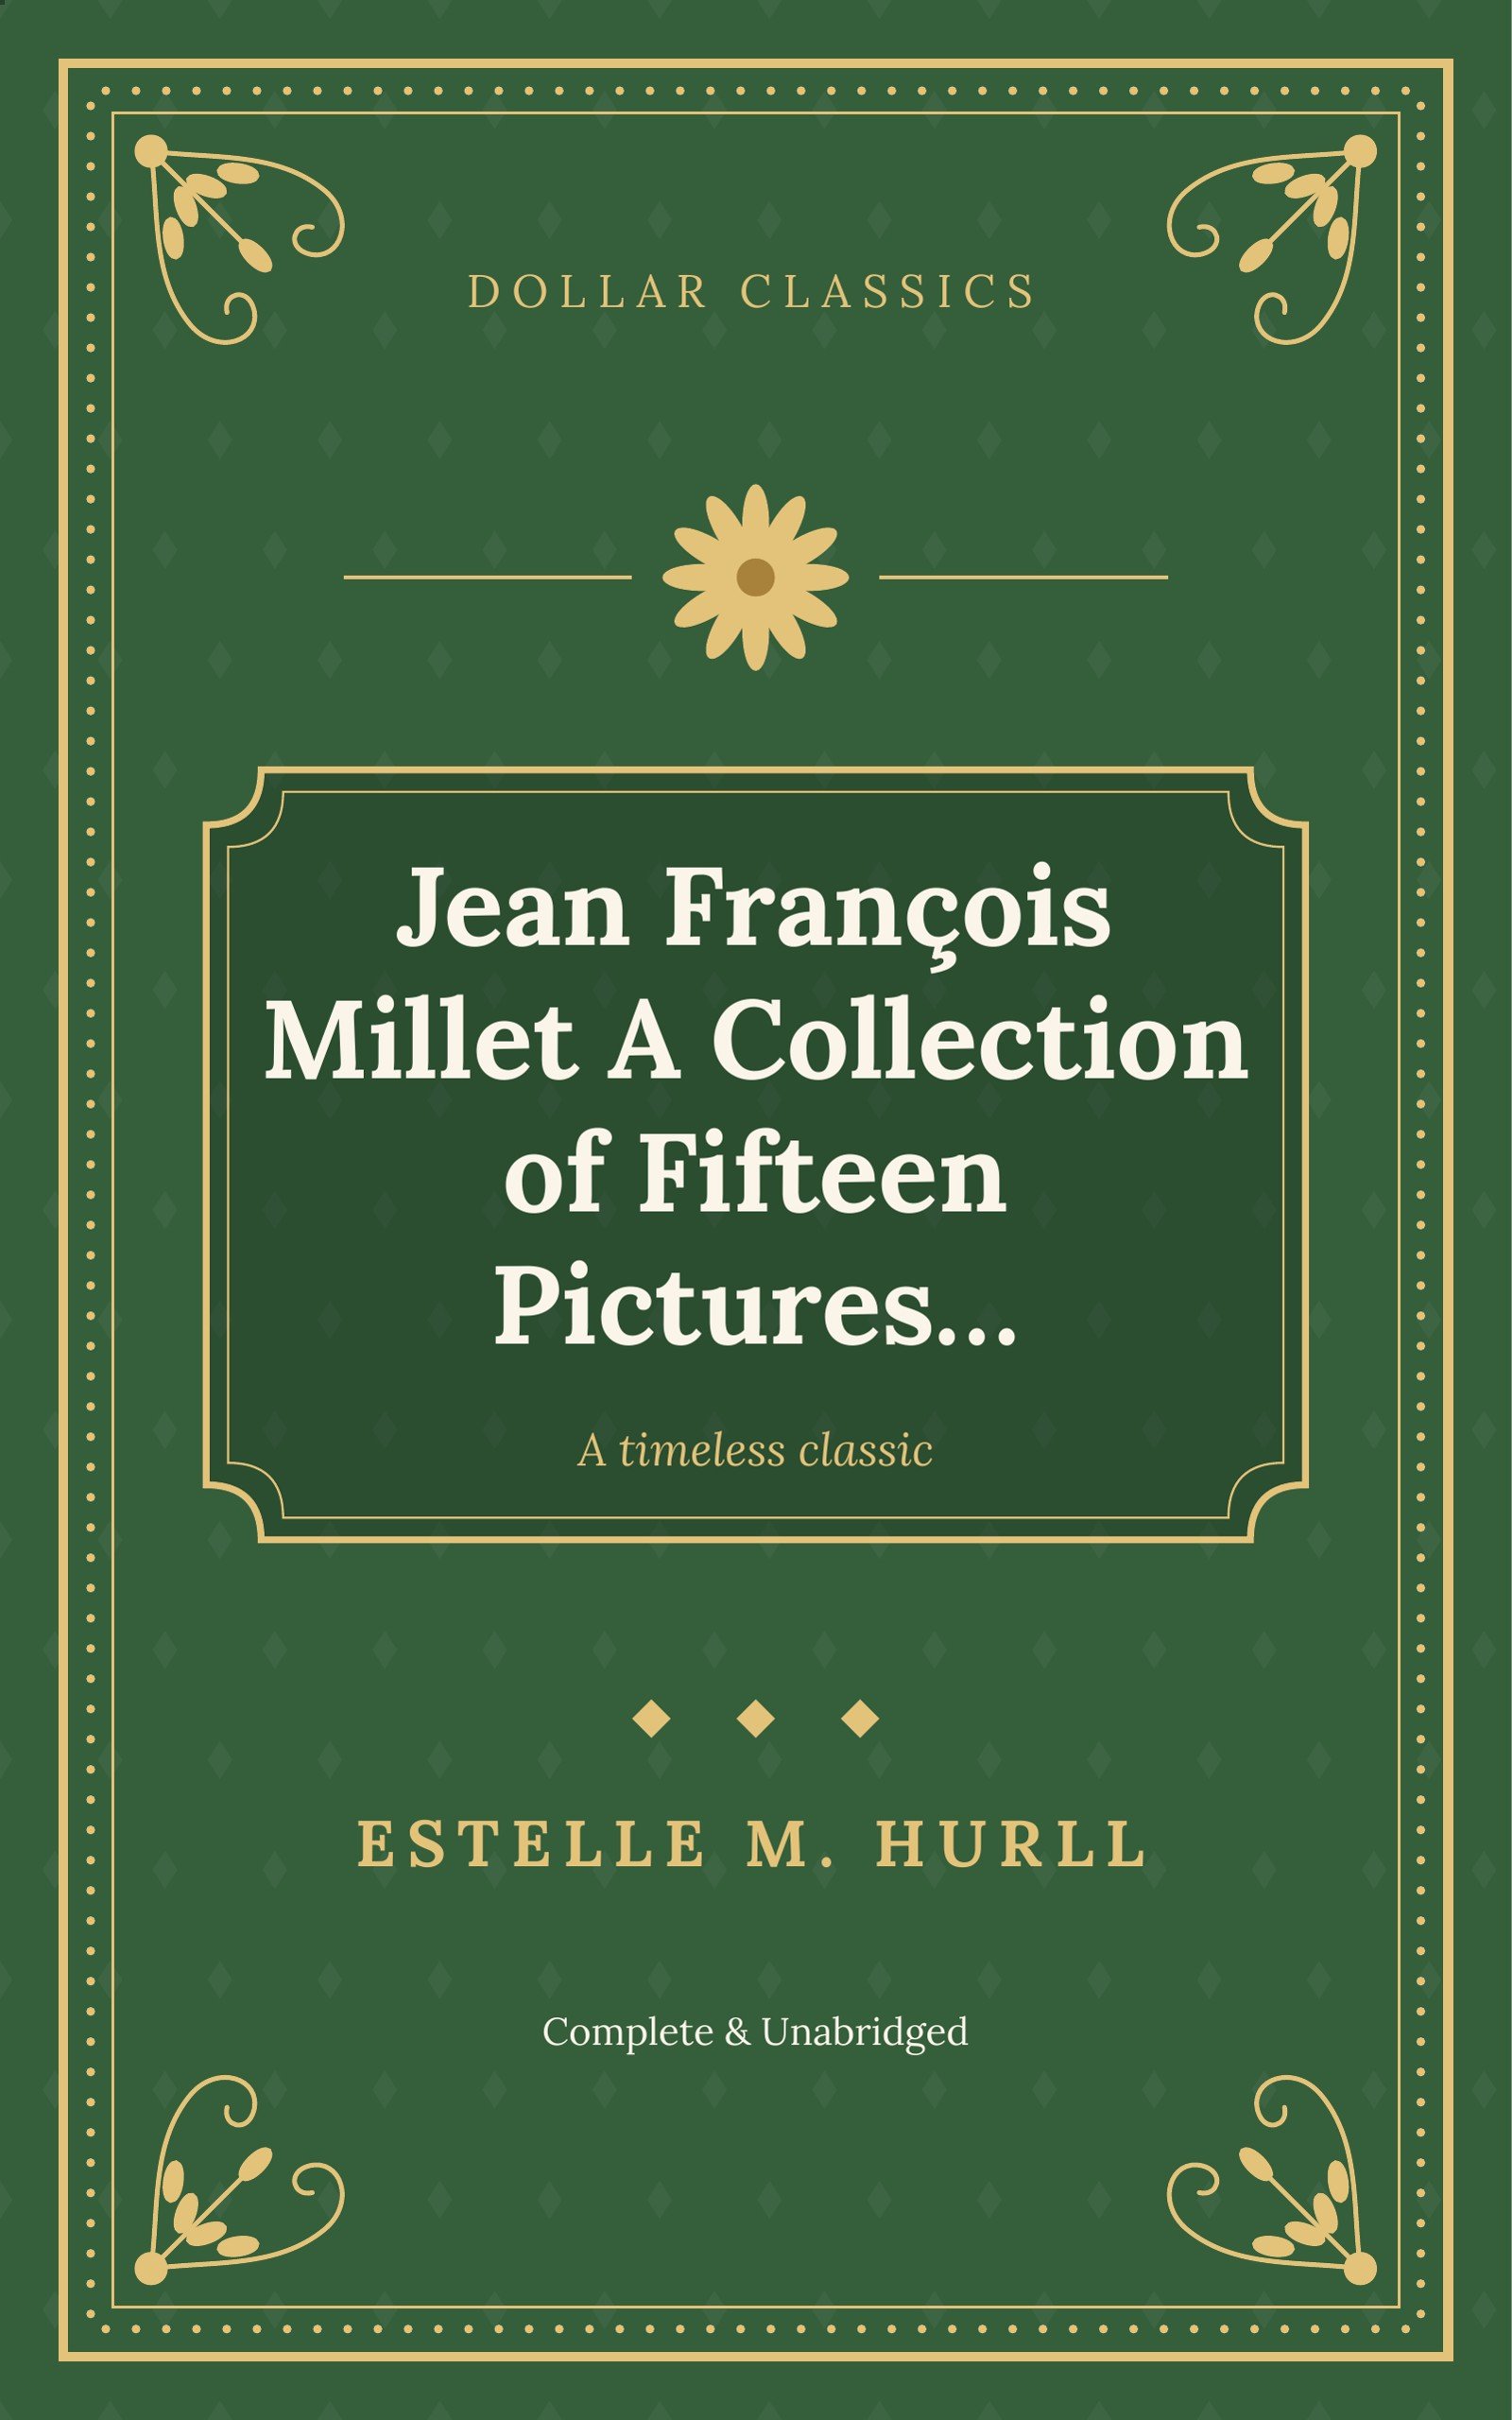 DOLLAR CLASSICS
Jean François
Millet A Collection
of Fifteen
Pictures...
A timeless classic
ESTELLE M. HURLL
Complete & Unabridged